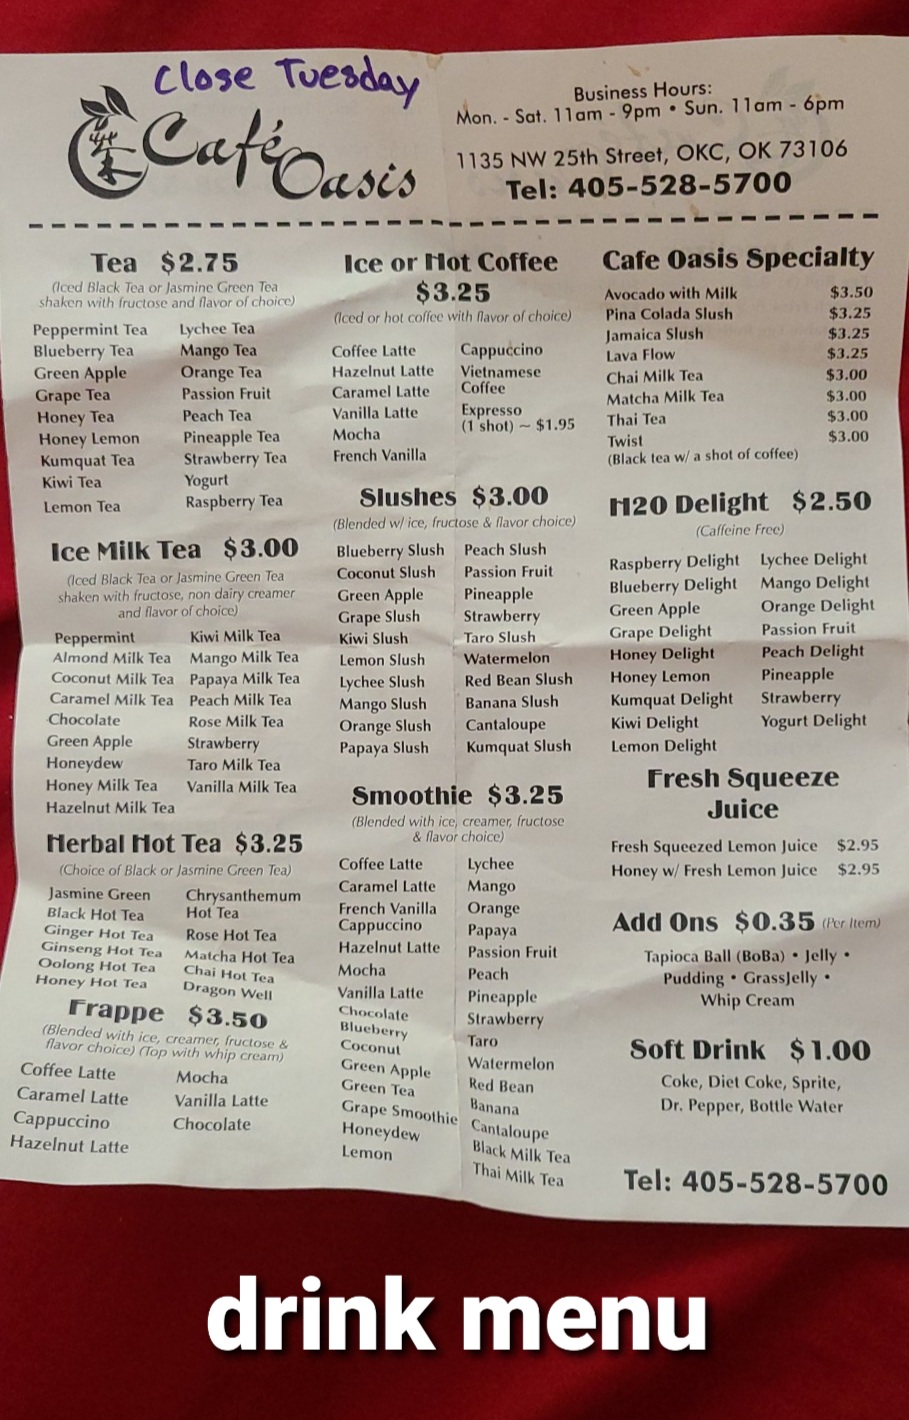 Close Tuesday
Café Oasis
Business Hours:
Mon. - Sat. 11am - 9pm • Sun. 11am - 6pm
1135 NW 25th Street, OKC, OK 73106
Tel: 405-528-5700
Tea $2.75
(Iced Black Tea or Jasmine Green Tea
shaken with fructose and flavor of choice)
Peppermint Tea
Blueberry Tea
Green Apple
Grape Tea
Honey Tea
Honey Lemon
Kumquat Tea
Kiwi Tea
Lemon Tea
Lychee Tea
Mango Tea
Orange Tea
Passion Fruit
Peach Tea
Pineapple Tea
Strawberry Tea
Yogurt
Raspberry Tea
Ice Milk Tea $3.00
(Iced Black Tea or Jasmine Green Tea
shaken with fructose, non dairy creamer
and flavor of choice)
Peppermint
Almond Milk Tea
Coconut Milk Tea
Caramel Milk Tea
Chocolate
Green Apple
Honeydew
Honey Milk Tea
Hazelnut Milk Tea
Kiwi Milk Tea
Mango Milk Tea
Papaya Milk Tea
Peach Milk Tea
Rose Milk Tea
Strawberry
Taro Milk Tea
Vanilla Milk Tea
Herbal Hot Tea $3.25
(Choice of Black or Jasmine Green Tea)
Jasmine Green
Black Hot Tea
Ginger Hot Tea
Ginseng Hot Tea
Oolong Hot Tea
Honey Hot Tea
Chrysanthemum
Hot Tea
Rose Hot Tea
Matcha Hot Tea
Chai Hot Tea
Dragon Well
Frappe $3.50
(Blended with ice, creamer, fructose &
flavor choice) (Top with whip cream)
Coffee Latte
Caramel Latte
Cappuccino
Hazelnut Latte
Mocha
Vanilla Latte
Chocolate
Ice or Hot Coffee
$3.25
(Iced or hot coffee with flavor of choice)
Coffee Latte
Hazelnut Latte
Caramel Latte
Vanilla Latte
Mocha
French Vanilla
Cappuccino
Vietnamese
Coffee
Expresso
(1 shot) ~ $1.95
Slushes $3.00
(Blended w/ ice, fructose & flavor choice)
Blueberry Slush
Coconut Slush
Green Apple
Grape Slush
Kiwi Slush
Lemon Slush
Lychee Slush
Mango Slush
Orange Slush
Papaya Slush
Peach Slush
Passion Fruit
Pineapple
Strawberry
Taro Slush
Watermelon
Red Bean Slush
Banana Slush
Cantaloupe
Kumquat Slush
Smoothie $3.25
(Blended with ice, creamer, fructose
& flavor choice)
Coffee Latte
Caramel Latte
French Vanilla
Cappuccino
Hazelnut Latte
Mocha
Vanilla Latte
Chocolate
Blueberry
Coconut
Green Apple
Green Tea
Grape Smoothie
Honeydew
Lemon
Lychee
Mango
Orange
Papaya
Passion Fruit
Peach
Pineapple
Strawberry
Taro
Watermelon
Red Bean
Banana
Cantaloupe
Black Milk Tea
Thai Milk Tea
Cafe Oasis Specialty
Avocado with Milk $3.50
Pina Colada Slush $3.25
Jamaica Slush $3.25
Lava Flow $3.25
Chai Milk Tea $3.00
Matcha Milk Tea $3.00
Thai Tea $3.00
Twist $3.00
(Black tea w/ a shot of coffee)
H20 Delight $2.50
(Caffeine Free)
Raspberry Delight
Blueberry Delight
Green Apple
Grape Delight
Honey Delight
Honey Lemon
Kumquat Delight
Kiwi Delight
Lemon Delight
Lychee Delight
Mango Delight
Orange Delight
Passion Fruit
Peach Delight
Pineapple
Strawberry
Yogurt Delight
Fresh Squeeze
Juice
Fresh Squeezed Lemon Juice $2.95
Honey w/ Fresh Lemon Juice $2.95
Add Ons $0.35 (Per Item)
Tapioca Ball (BoBa) • Jelly •
Pudding • GrassJelly •
Whip Cream
Soft Drink $1.00
Coke, Diet Coke, Sprite,
Dr. Pepper, Bottle Water
Tel: 405-528-5700
drink menu